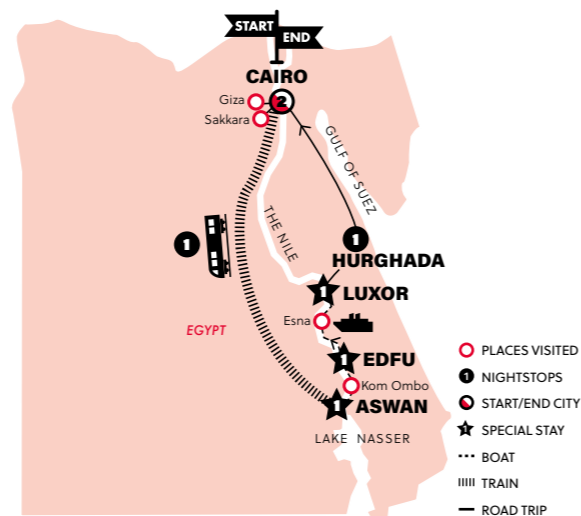 START
END
CAIRO
2
Giza
Sakkara
GULF OF SUEZ
THE NILE
1
1
HURGHADA
1
LUXOR
Esna
EGYPT
1
EDFU
Kom Ombo
1
ASWAN
LAKE NASSER
PLACES VISITED
1 NIGHTSTOPS
START/END CITY
1 SPECIAL STAY
BOAT
TRAIN
ROAD TRIP